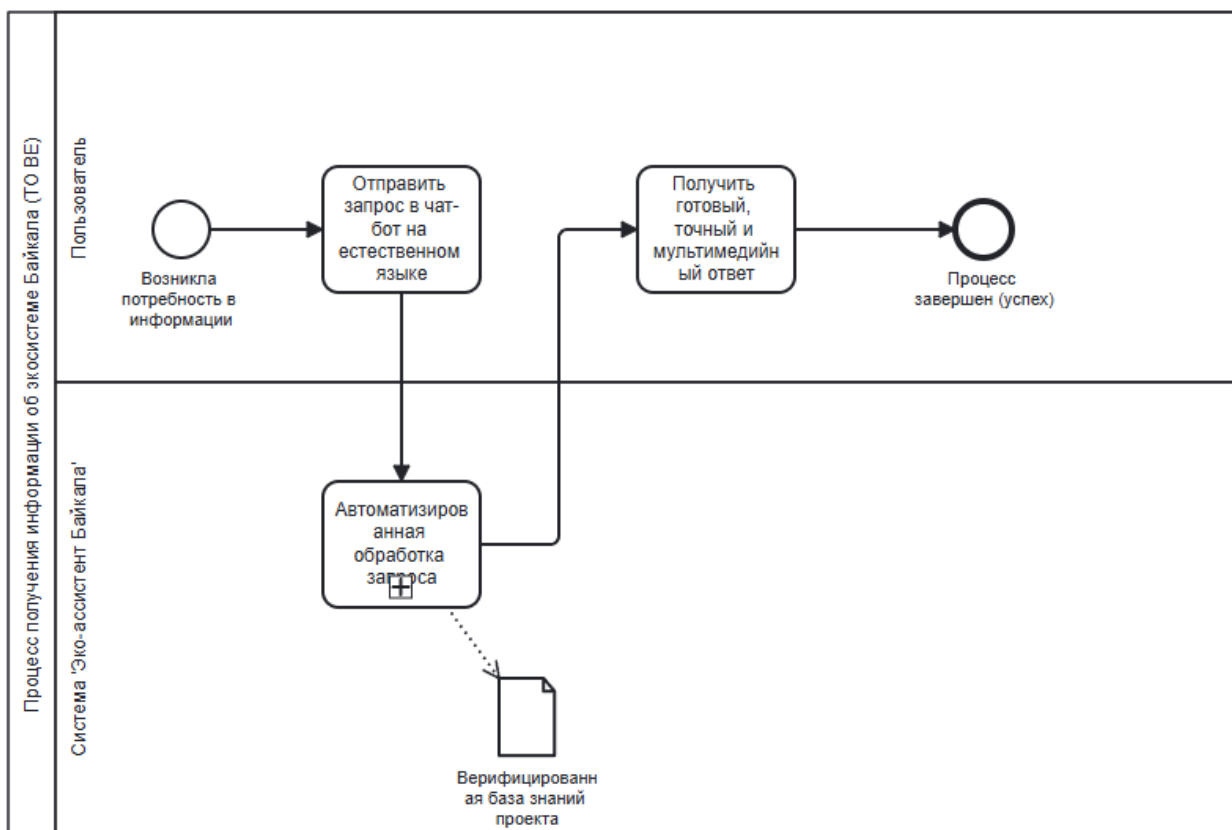 Процесс получения информации об экосистеме Байкала (TO BE)
Пользователь
Возникла
потребность в
информации
Отправить
запрос в чат-
бот на
естественном
языке
Получить
готовый,
точный и
мультимедийн
ый ответ
Процесс
завершен (успех)
Система 'Эко-ассистент Байкала'
Автоматизиров
анная
обработка
запроса
Верифицированн
ая база знаний
проекта